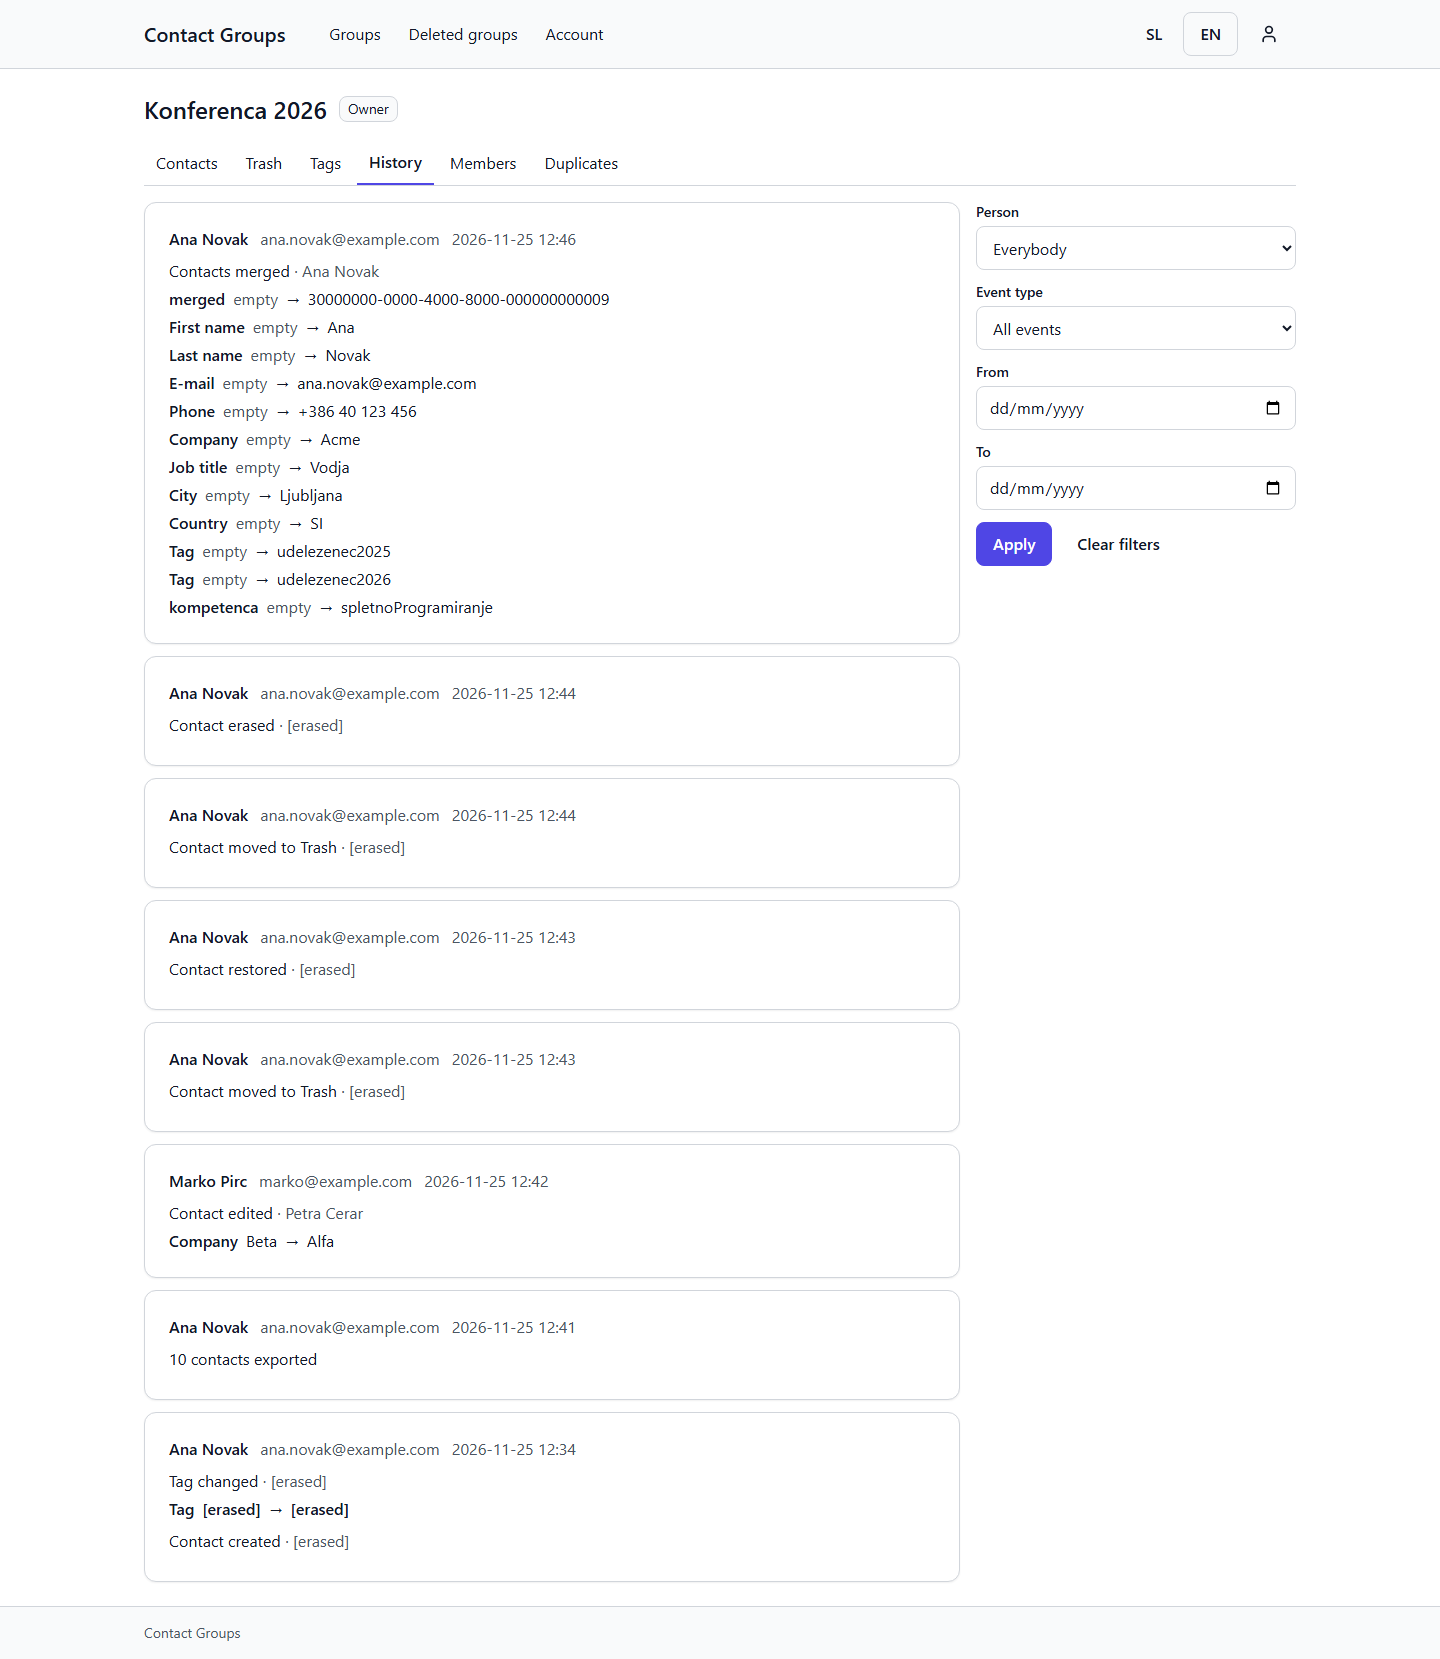 Contact Groups Groups Deleted groups Account SL EN
Konferenca 2026 Owner
Contacts Trash Tags History Members Duplicates
Ana Novak ana.novak@example.com 2026-11-25 12:46
Contacts merged · Ana Novak
merged empty → 30000000-0000-4000-8000-000000000009
First name empty → Ana
Last name empty → Novak
E-mail empty → ana.novak@example.com
Phone empty → +386 40 123 456
Company empty → Acme
Job title empty → Vodja
City empty → Ljubljana
Country empty → SI
Tag empty → udelezenec2025
Tag empty → udelezenec2026
kompetenca empty → spletnoProgramiranje
Ana Novak ana.novak@example.com 2026-11-25 12:44
Contact erased · [erased]
Ana Novak ana.novak@example.com 2026-11-25 12:44
Contact moved to Trash · [erased]
Ana Novak ana.novak@example.com 2026-11-25 12:43
Contact restored · [erased]
Ana Novak ana.novak@example.com 2026-11-25 12:43
Contact moved to Trash · [erased]
Marko Pirc marko@example.com 2026-11-25 12:42
Contact edited · Petra Cerar
Company Beta → Alfa
Ana Novak ana.novak@example.com 2026-11-25 12:41
10 contacts exported
Ana Novak ana.novak@example.com 2026-11-25 12:34
Tag changed · [erased]
Tag [erased] → [erased]
Contact created · [erased]
Person
Everybody
Event type
All events
From
dd/mm/yyyy
To
dd/mm/yyyy
Apply Clear filters
Contact Groups